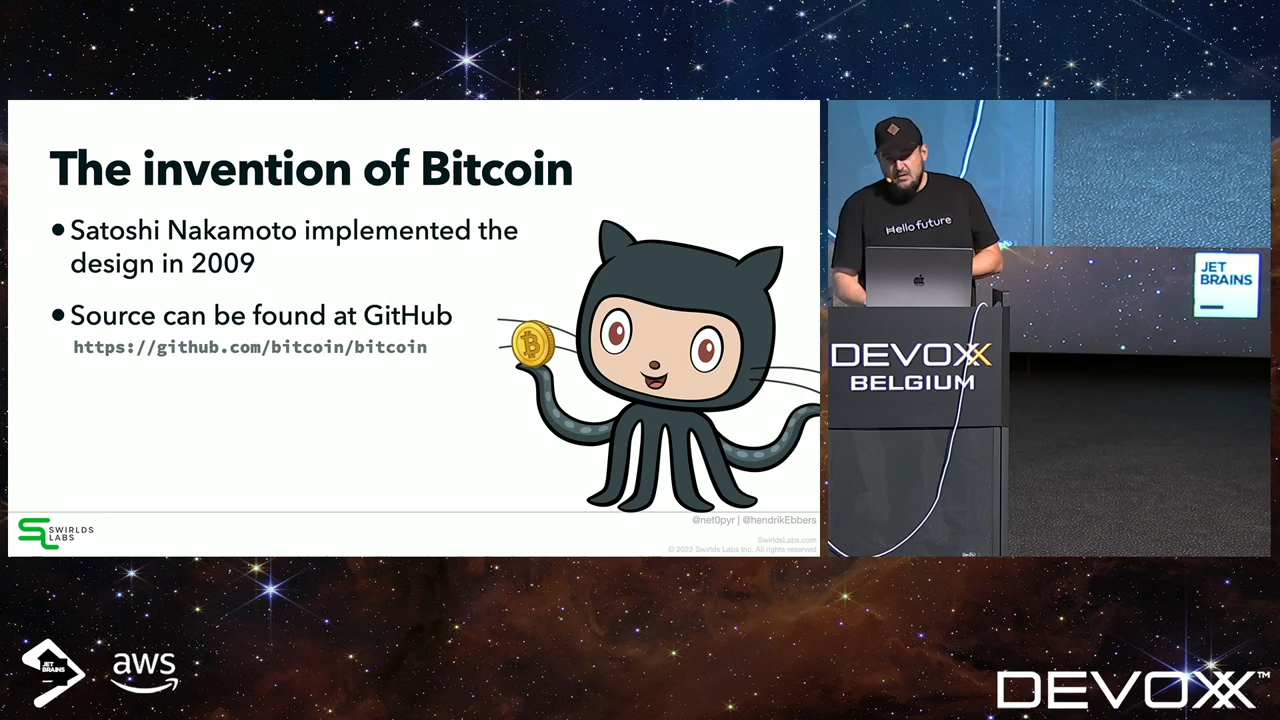 The invention of Bitcoin
Satoshi Nakamoto implemented the
design in 2009
Source can be found at GitHub
https://github.com/bitcoin/bitcoin
SWIRLDS
LABS
@net0pyr | @hendrikEbbers
SwirldsLabs.com
© 2022 Swirlds Labs Inc. All rights reserved
Hello future
JET
BRAINS
DEVOXX
BELGIUM
JET
BRAINS
aws
DEVOXX™